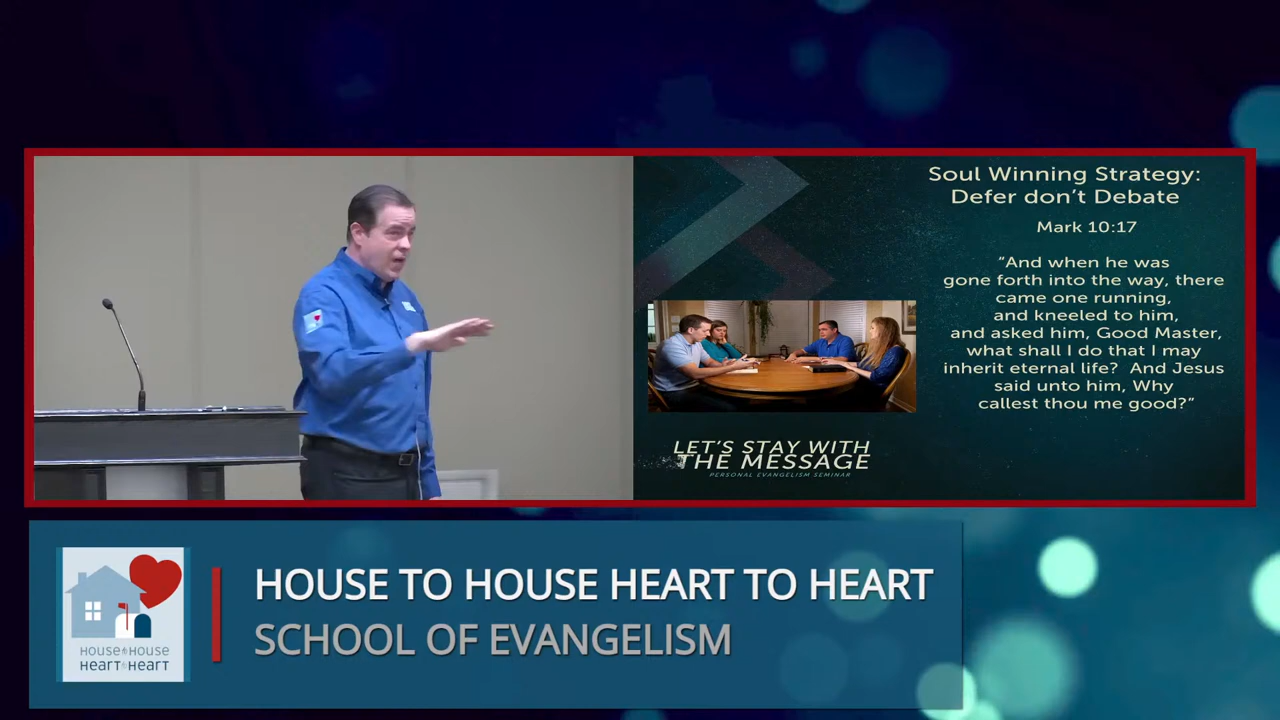 Soul Winning Strategy:
Defer don't Debate
Mark 10:17
"And when he was
gone forth into the way, there
came one running,
and kneeled to him,
and asked him, Good Master,
what shall I do that I may
inherit eternal life? And Jesus
said unto him, Why
callest thou me good?"
LET'S STAY WITH
THE MESSAGE
PERSONAL EVANGELISM SEMINAR
HOUSE TO HOUSE HEART TO HEART
SCHOOL OF EVANGELISM
HOUSE TO HOUSE
HEART TO HEART